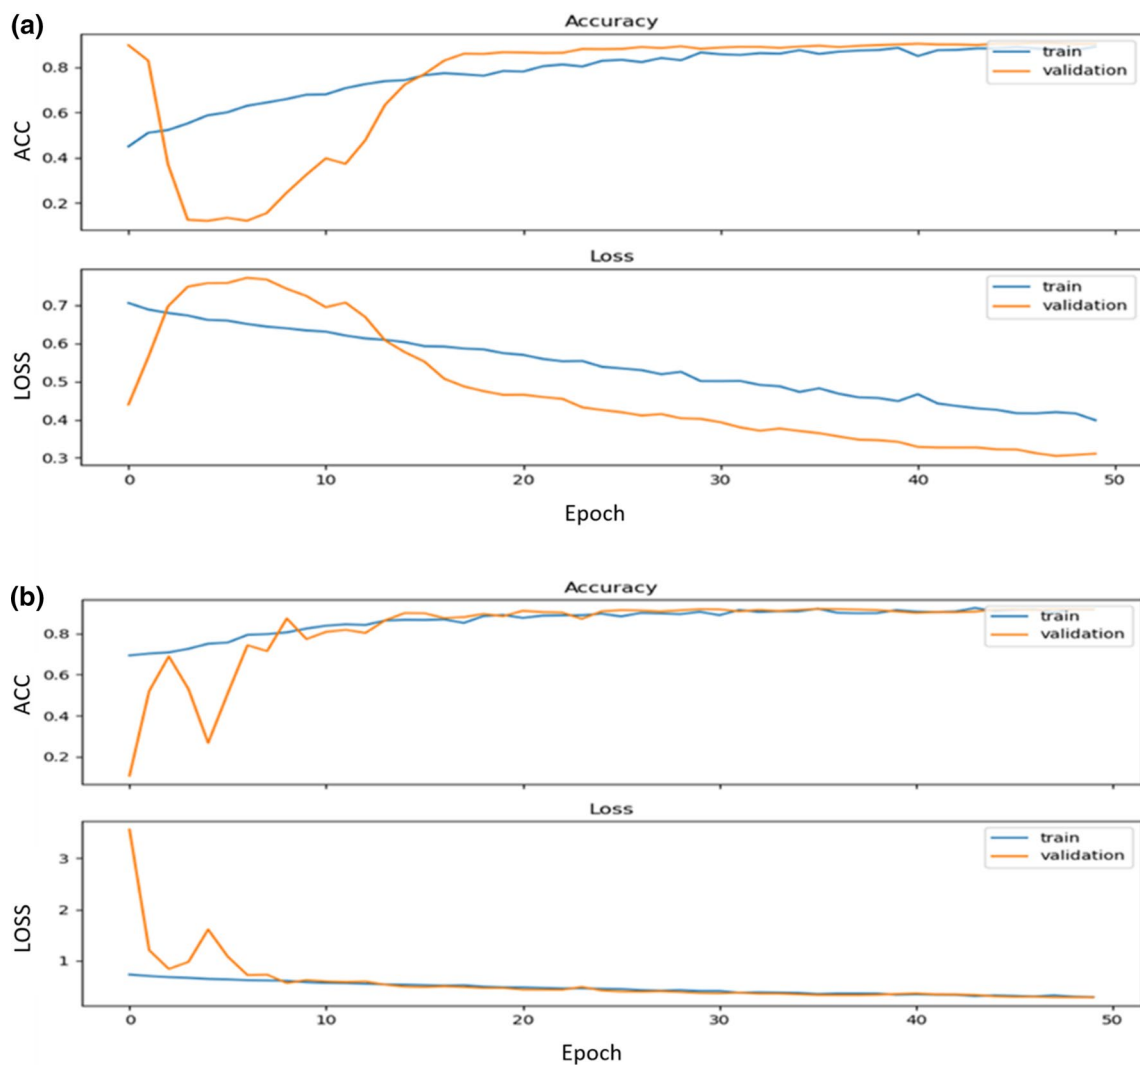 (a)
Accuracy
ACC
0.8
0.6
0.4
0.2
train
validation
Loss
LOSS
0.7
0.6
0.5
0.4
0.3
train
validation
0 10 20 30 40 50
Epoch
(b)
Accuracy
ACC
0.8
0.6
0.4
0.2
train
validation
Loss
LOSS
3
2
1
train
validation
0 10 20 30 40 50
Epoch